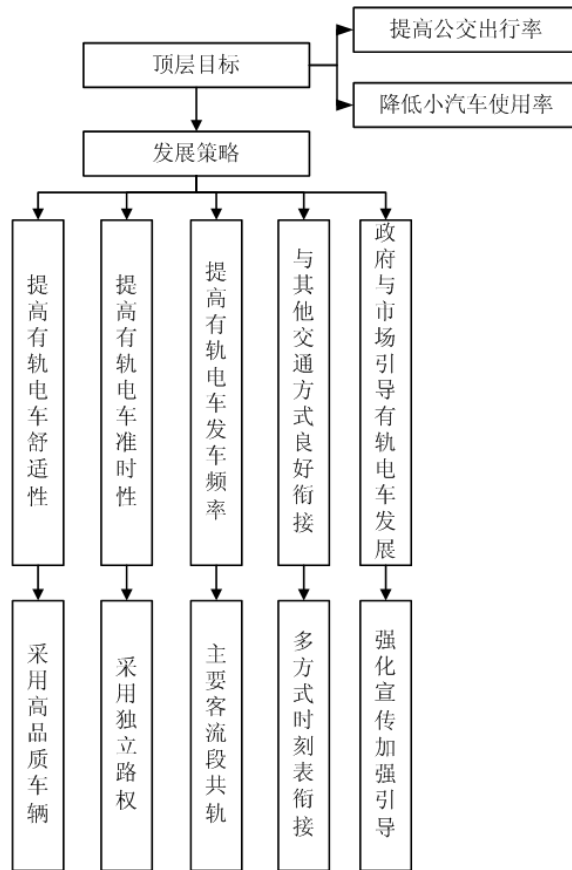 顶层目标
提高公交出行率
降低小汽车使用率
发展策略
提高有轨电车舒适性
提高有轨电车准时性
提高有轨电车发车频率
与其他交通方式良好衔接
政府与市场引导有轨电车发展
采用高品质车辆
采用独立路权
主要客流段共轨
多方式时刻表衔接
强化宣传加强引导